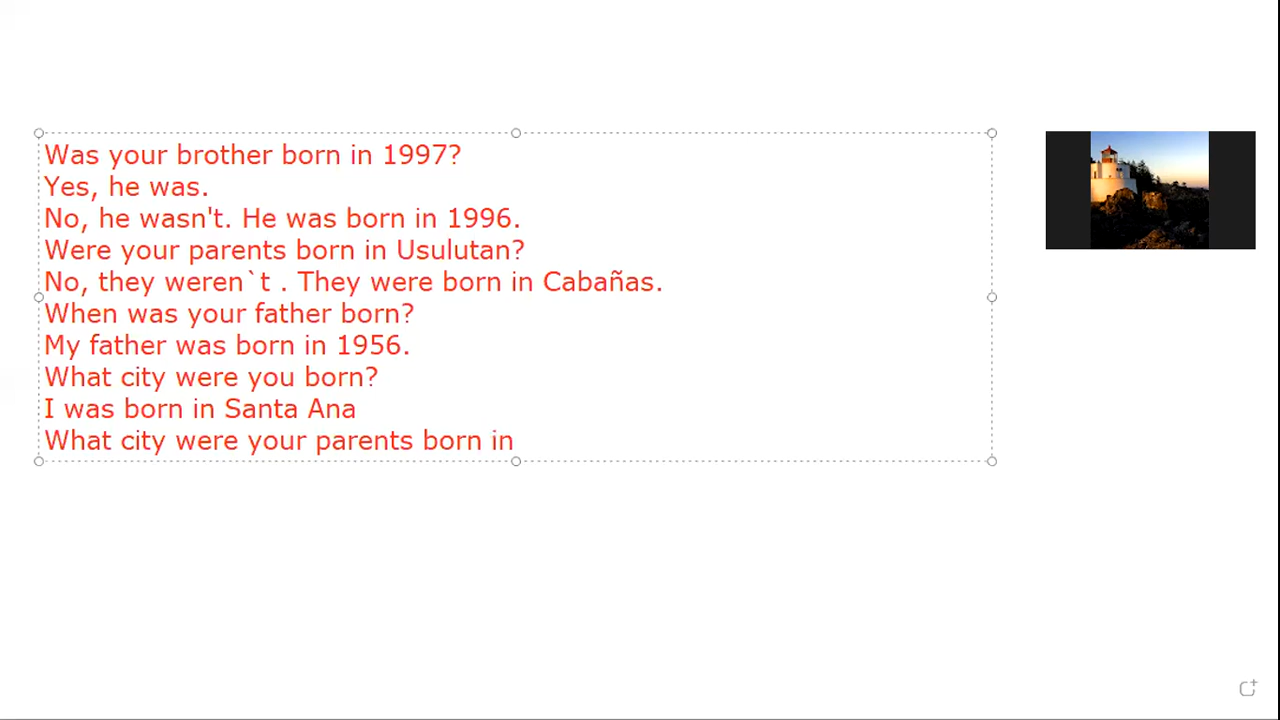 Was your brother born in 1997?
Yes, he was.
No, he wasn't. He was born in 1996.
Were your parents born in Usulutan?
No, they weren`t . They were born in Cabañas.
When was your father born?
My father was born in 1956.
What city were you born?
I was born in Santa Ana
What city were your parents born in